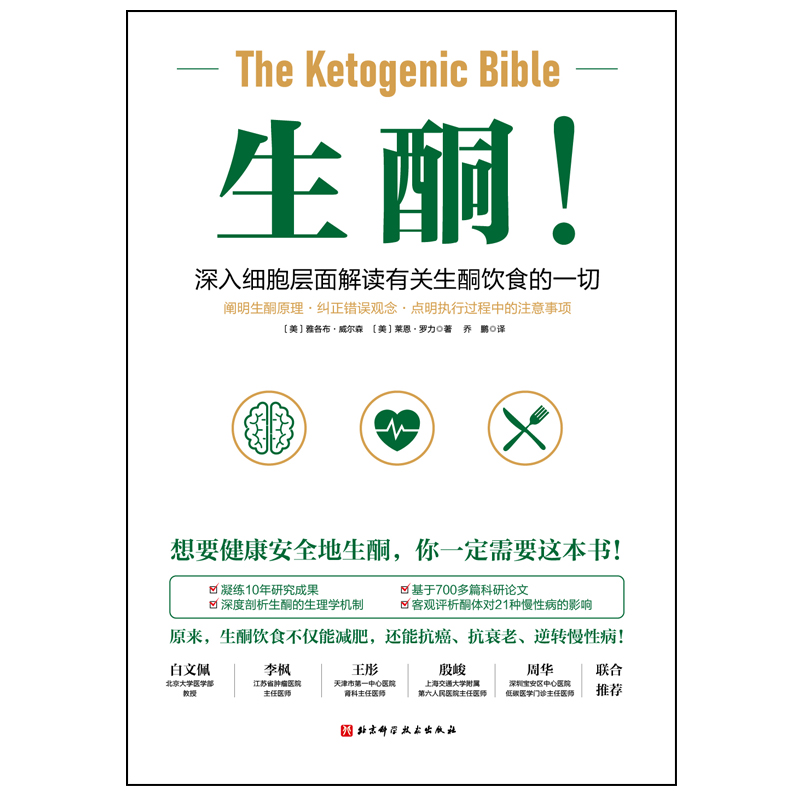 The Ketogenic Bible
生酮！
深入细胞层面解读有关生酮饮食的一切
阐明生酮原理·纠正错误观念·点明执行过程中的注意事项
［美］雅各布·威尔森 ［美］莱恩·罗力◎著 乔 鹏◎译
想要健康安全地生酮，你一定需要这本书！
凝练10年研究成果 基于700多篇科研论文
深度剖析生酮的生理学机制 客观评析酮体对21种慢性病的影响
原来，生酮饮食不仅能减肥，还能抗癌、抗衰老、逆转慢性病！
白文佩 李枫 王彤 殷峻 周华 联合
北京大学医学部 江苏省肿瘤医院 天津市第一中心医院 上海交通大学附属 深圳宝安区中心医院 推荐
教授 主任医师 肾科主任医师 第六人民医院主任医师 低碳医学门诊主任医师
北京科学技术出版社